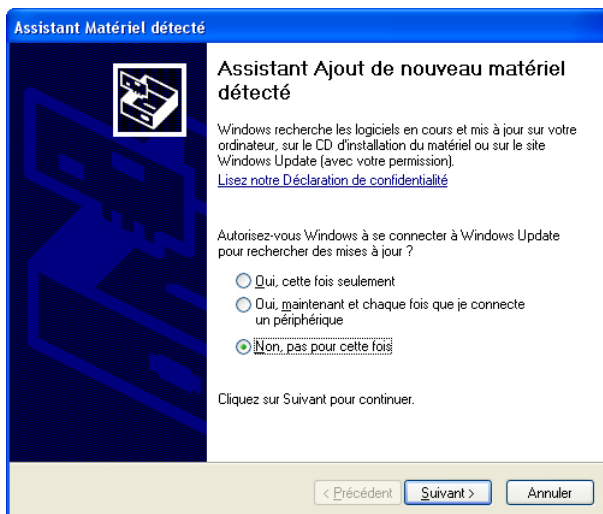 Assistant Matériel détecté
Assistant Ajout de nouveau matériel
détecté
Windows recherche les logiciels en cours et mis à jour sur votre
ordinateur, sur le CD d'installation du matériel ou sur le site
Windows Update (avec votre permission).
Lisez notre Déclaration de confidentialité
Autorisez-vous Windows à se connecter à Windows Update
pour rechercher des mises à jour ?
Oui, cette fois seulement
Oui, maintenant et chaque fois que je connecte
un périphérique
Non, pas pour cette fois
Cliquez sur Suivant pour continuer.
< Précédent Suivant > Annuler